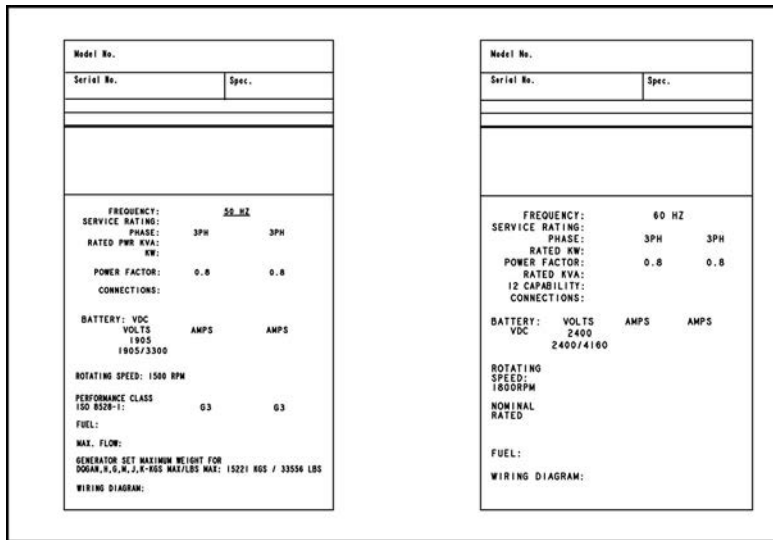 Model No.
Serial No. Spec.
FREQUENCY: 50 HZ
SERVICE RATING:
PHASE: 3PH 3PH
RATED PWR KVA:
KW:
POWER FACTOR: 0.8 0.8
CONNECTIONS:
BATTERY: VDC
VOLTS AMPS AMPS
1905
1905/3300
ROTATING SPEED: 1500 RPM
PERFORMANCE CLASS
ISO 8528-1: G3 G3
FUEL:
MAX. FLOW:
GENERATOR SET MAXIMUM WEIGHT FOR
DQGAN,H,G,M,J,K-KGS MAX/LBS MAX: 15221 KGS / 33556 LBS
WIRING DIAGRAM:
Model No.
Serial No. Spec.
FREQUENCY: 60 HZ
SERVICE RATING:
PHASE: 3PH 3PH
RATED KW:
POWER FACTOR: 0.8 0.8
RATED KVA:
12 CAPABILITY:
CONNECTIONS:
BATTERY: VOLTS AMPS AMPS
VDC 2400
2400/4160
ROTATING
SPEED:
1800RPM
NOMINAL
RATED
FUEL:
WIRING DIAGRAM: